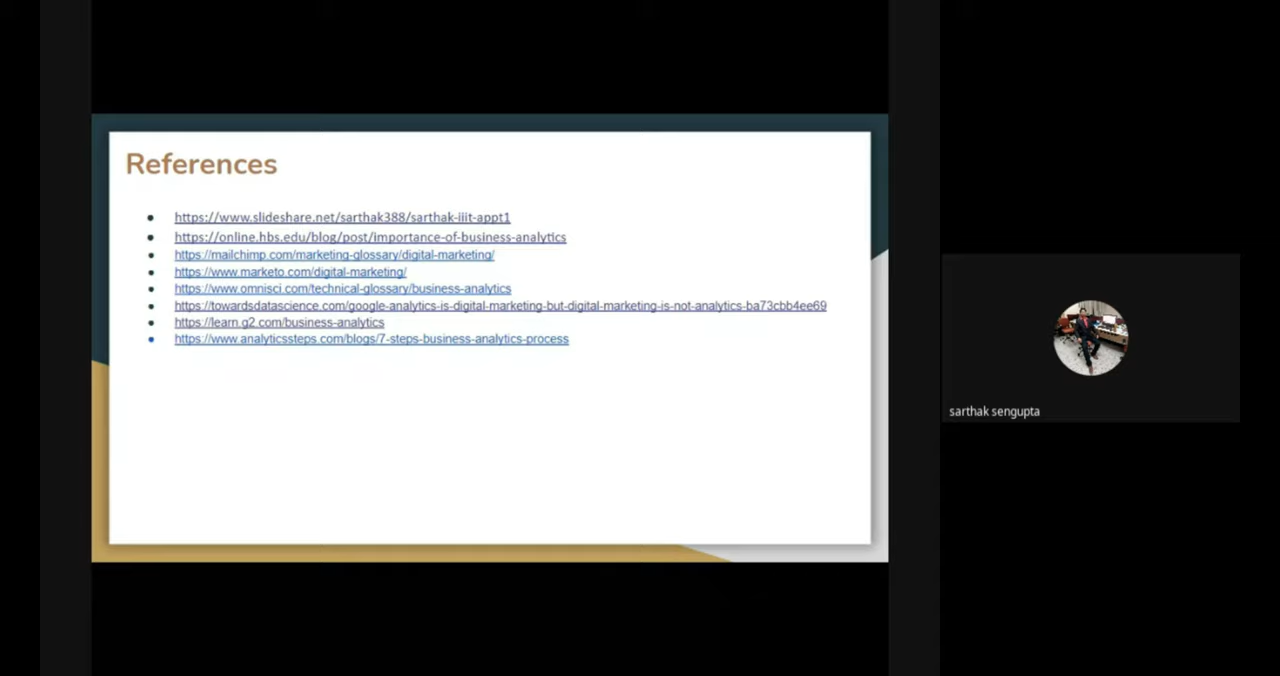 References
https://www.slideshare.net/sarthak388/sarthak-iiit-appt1
https://online.hbs.edu/blog/post/importance-of-business-analytics
https://mailchimp.com/marketing-glossary/digital-marketing/
https://www.marketo.com/digital-marketing/
https://www.omnisci.com/technical-glossary/business-analytics
https://towardsdatascience.com/google-analytics-is-digital-marketing-but-digital-marketing-is-not-analytics-ba73cbb4ee69
https://learn.g2.com/business-analytics
https://www.analyticssteps.com/blogs/7-steps-business-analytics-process
sarthak sengupta